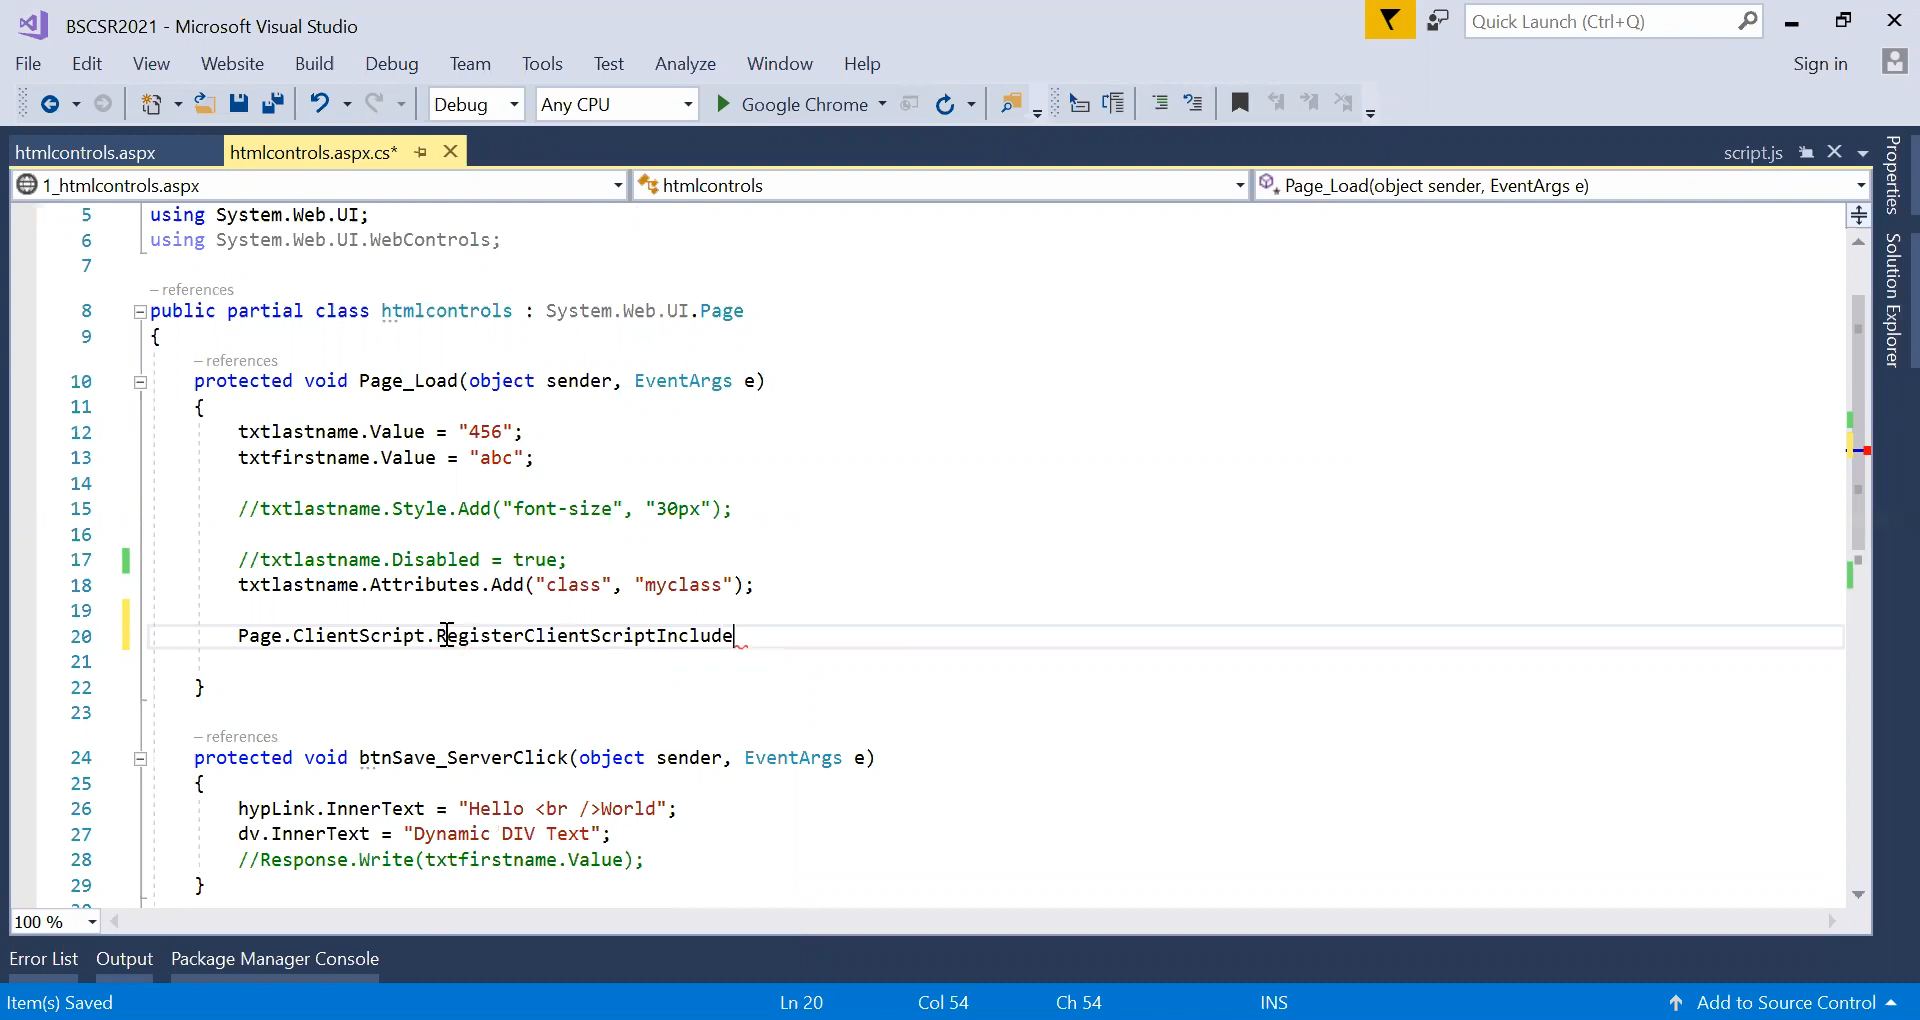 BSCSR2021 - Microsoft Visual Studio
Quick Launch (Ctrl+Q)
File Edit View Website Build Debug Team Tools Test Analyze Window Help
Sign in
Debug Any CPU Google Chrome
htmlcontrols.aspx htmlcontrols.aspx.cs* script.js
1_htmlcontrols.aspx htmlcontrols Page_Load(object sender, EventArgs e)
Properties
Solution Explorer
5 using System.Web.UI;
6 using System.Web.UI.WebControls;
7
– references
8 public partial class htmlcontrols : System.Web.UI.Page
9 {
– references
10 protected void Page_Load(object sender, EventArgs e)
11 {
12 txtlastname.Value = "456";
13 txtfirstname.Value = "abc";
14
15 //txtlastname.Style.Add("font-size", "30px");
16
17 //txtlastname.Disabled = true;
18 txtlastname.Attributes.Add("class", "myclass");
19
20 Page.ClientScript.RegisterClientScriptInclude
21
22 }
23
– references
24 protected void btnSave_ServerClick(object sender, EventArgs e)
25 {
26 hypLink.InnerText = "Hello <br />World";
27 dv.InnerText = "Dynamic DIV Text";
28 //Response.Write(txtfirstname.Value);
29 }
100 %
Error List Output Package Manager Console
Item(s) Saved Ln 20 Col 54 Ch 54 INS Add to Source Control